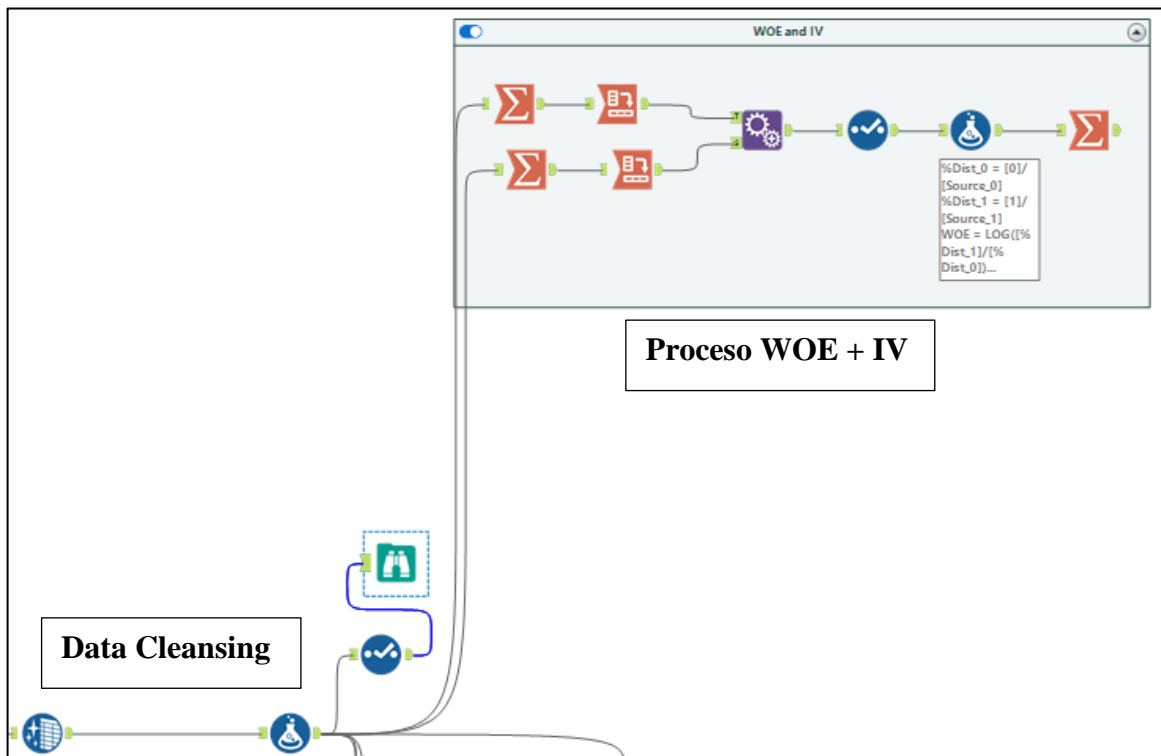 WOE and IV
T
S
%Dist_0 = [0]/
[Source_0]
%Dist_1 = [1]/
[Source_1]
WOE = LOG([%
Dist_1]/[%
Dist_0])...
Proceso WOE + IV
Data Cleansing